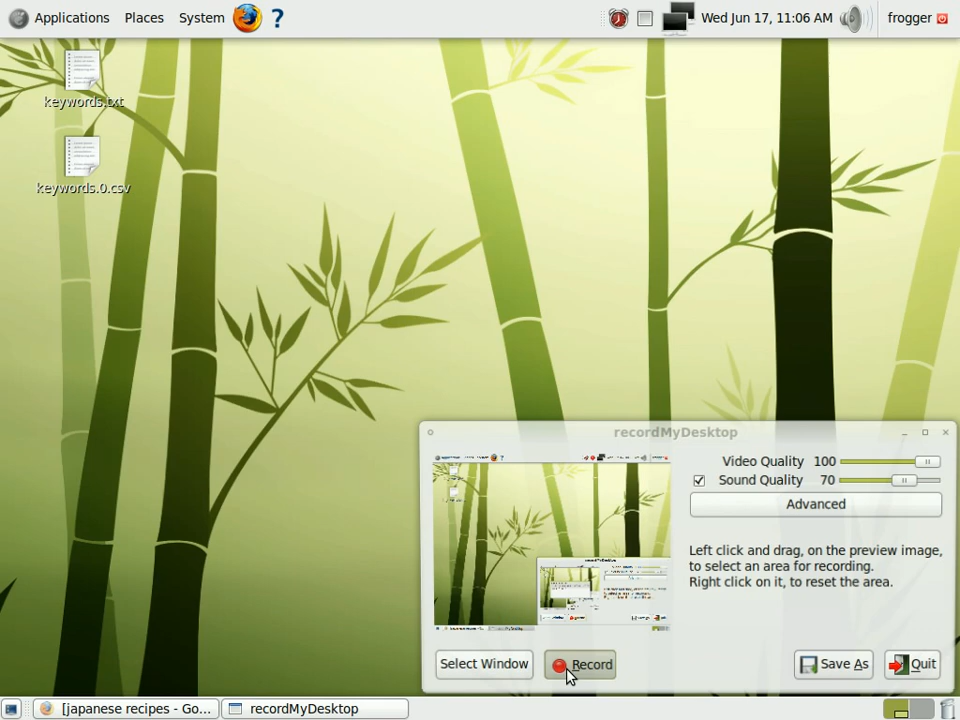 Applications Places System ?
Wed Jun 17, 11:06 AM
frogger
keywords.txt
keywords.0.csv
recordMyDesktop
Video Quality 100
Sound Quality 70
Advanced
Left click and drag, on the preview image,
to select an area for recording.
Right click on it, to reset the area.
Select Window
Record
Save As
Quit
[japanese recipes - Go...
recordMyDesktop